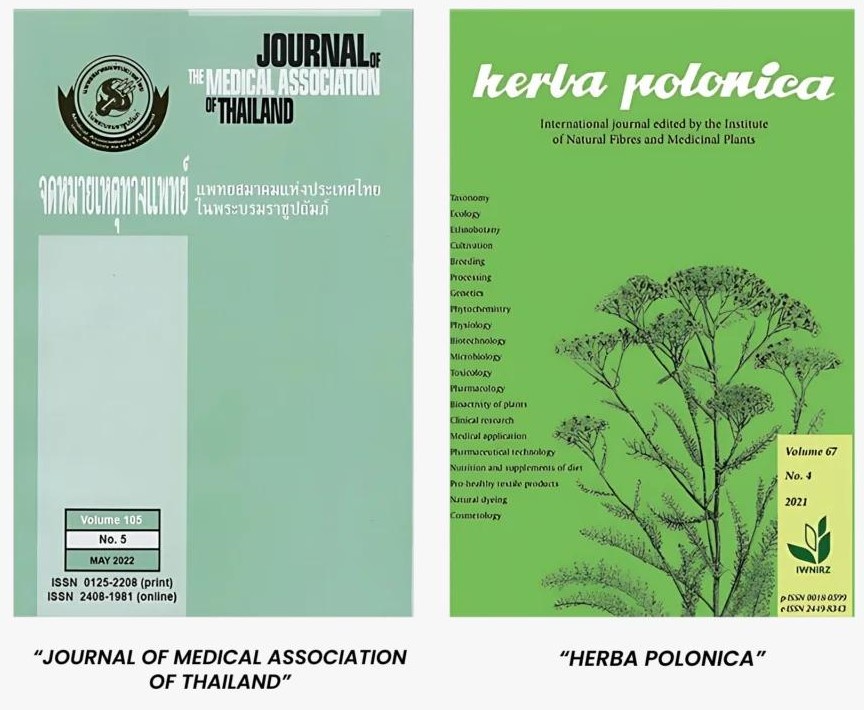 JOURNAL OF
THE MEDICAL ASSOCIATION
OF THAILAND
จดหมายเหตุทางแพทย์
แพทยสมาคมแห่งประเทศไทย
ในพระบรมราชูปถัมภ์
Volume 105
No. 5
MAY 2022
ISSN 0125-2208 (print)
ISSN 2408-1981 (online)
"JOURNAL OF MEDICAL ASSOCIATION
OF THAILAND"
herba polonica
International journal edited by the Institute
of Natural Fibres and Medicinal Plants
Taxonomy
Ecology
Ethnobotany
Cultivation
Breeding
Processing
Genetics
Phytochemistry
Physiology
Biotechnology
Microbiology
Toxicology
Pharmacology
Bioactivity of plants
Clinical research
Medical application
Pharmaceutical technology
Nutrition and supplements of diet
Pro-healthy textile products
Natural dyeing
Cosmetology
Volume 67
No. 4
2021
IWNIRZ
p-ISSN 0018-0599
e-ISSN 2449-8343
"HERBA POLONICA"